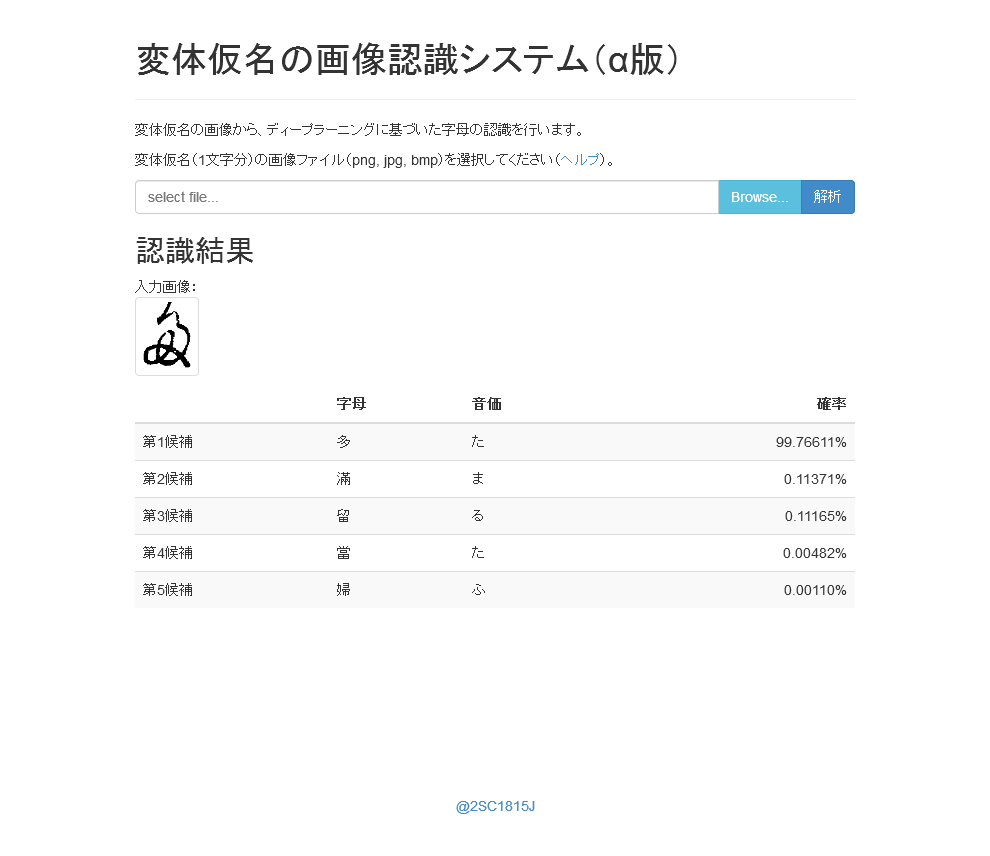 変体仮名の画像認識システム（α版）
変体仮名の画像から、ディープラーニングに基づいた字母の認識を行います。
変体仮名（1文字分）の画像ファイル（png, jpg, bmp）を選択してください（ヘルプ）。
select file... Browse... 解析
認識結果
入力画像：
字母 音価 確率
第1候補 多 た 99.76611%
第2候補 滿 ま 0.11371%
第3候補 留 る 0.11165%
第4候補 當 た 0.00482%
第5候補 婦 ふ 0.00110%
@2SC1815J